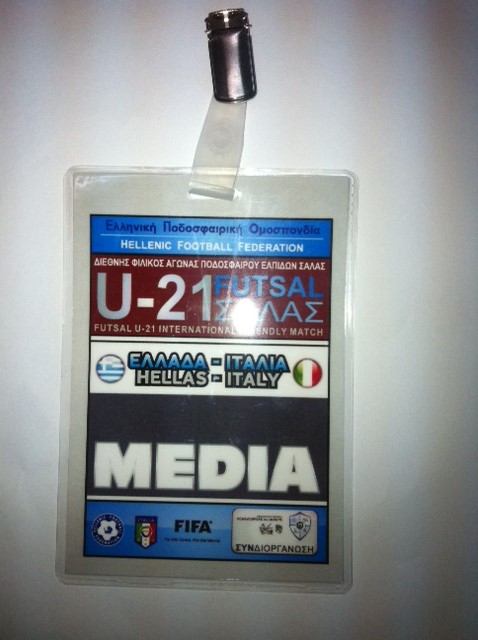 Ελληνική Ποδοσφαιρική Ομοσπονδία
HELLENIC FOOTBALL FEDERATION
ΔΙΕΘΝΗΣ ΦΙΛΙΚΟΣ ΑΓΩΝΑΣ ΠΟΔΟΣΦΑΙΡΟΥ ΕΛΠΙΔΩΝ ΣΑΛΑΣ
U-21 FUTSAL
ΣΑΛΑΣ
FUTSAL U-21 INTERNATIONAL FRIENDLY MATCH
ΕΛΛΑΔΑ - ΙΤΑΛΙΑ
HELLAS - ITALY
MEDIA
ITALIA
FIFA
ΣΥΝΔΙΟΡΓΑΝΩΣΗ